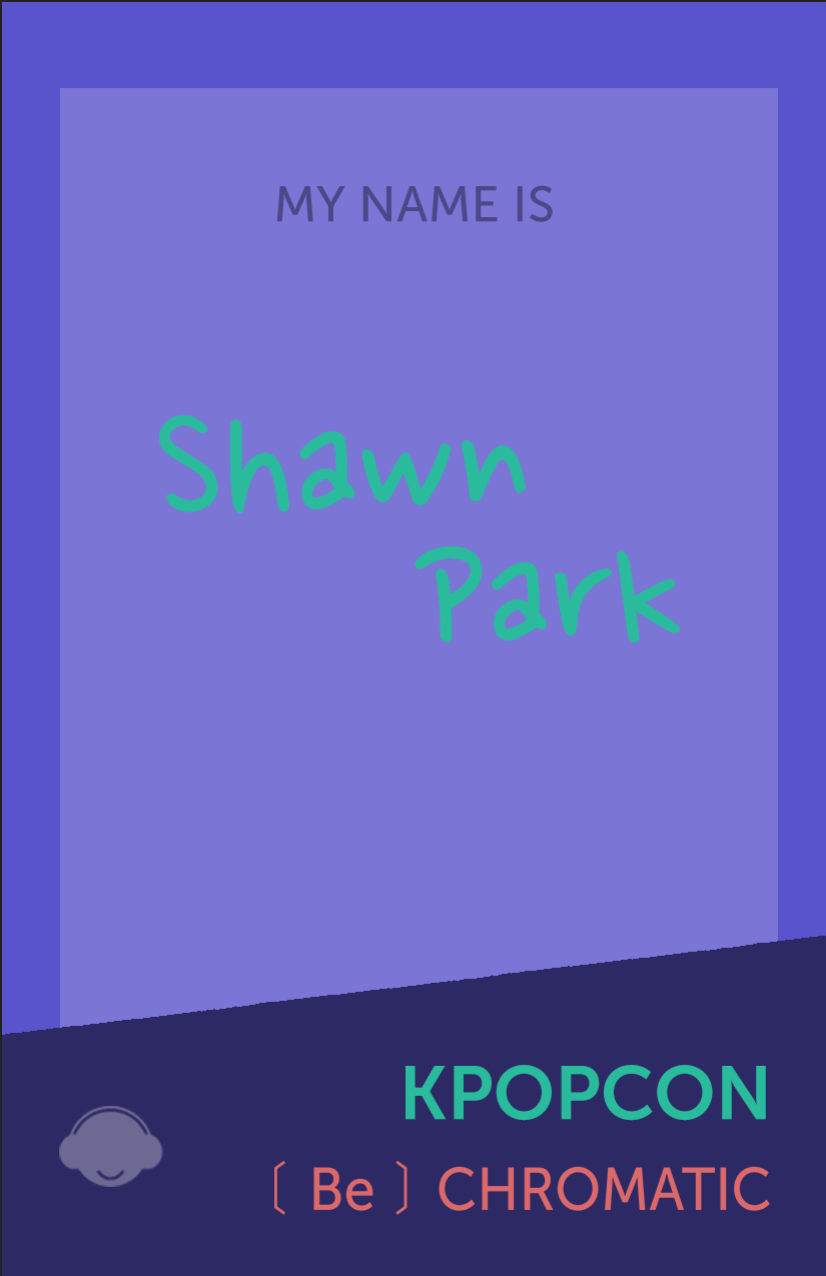 MY NAME IS
Shawn
Park
KPOPCON
〔 Be 〕 CHROMATIC